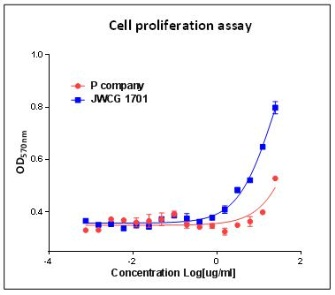 Cell proliferation assay
1.0
P company
JWCG 1701
0.8
OD570nm
0.6
0.4
-4
-2
0
2
Concentration Log[ug/ml]